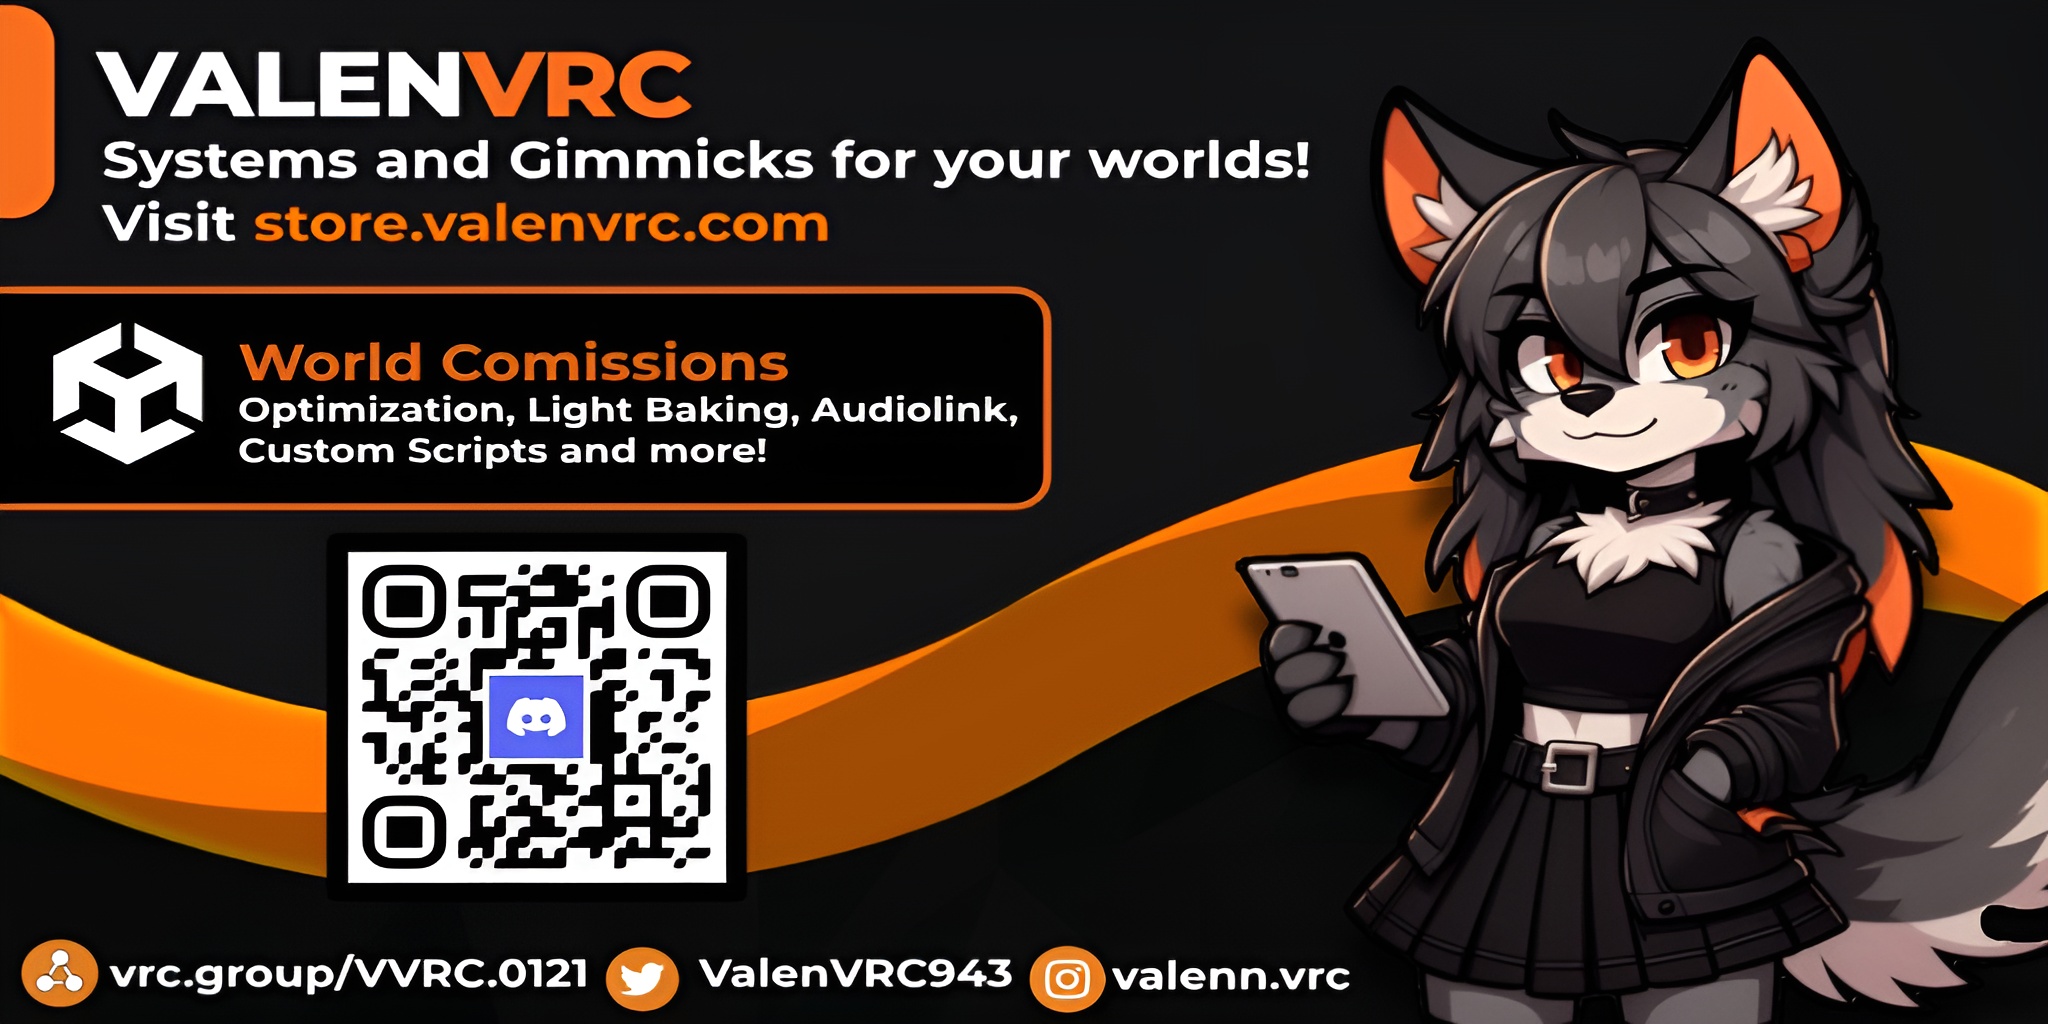 VALENVRC
Systems and Gimmicks for your worlds!
Visit store.valenvrc.com
World Comissions
Optimization, Light Baking, Audiolink,
Custom Scripts and more!
vrc.group/VVRC.0121
ValenVRC943
valenn.vrc